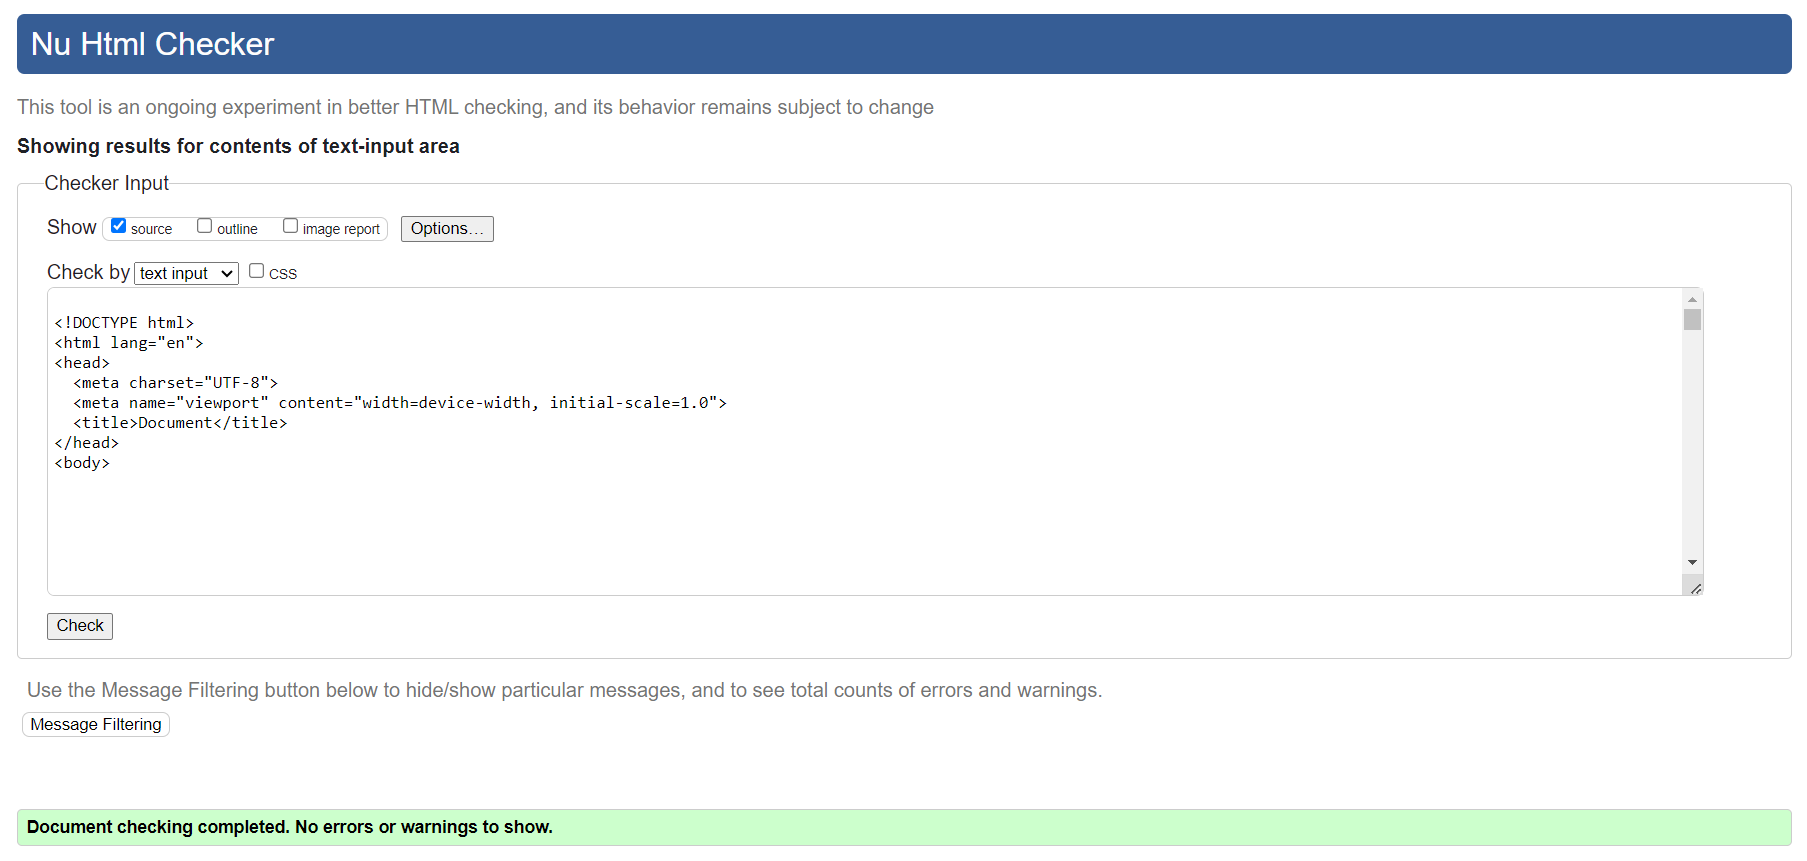 Nu Html Checker
This tool is an ongoing experiment in better HTML checking, and its behavior remains subject to change
Showing results for contents of text-input area
Checker Input
Show source outline image report Options...
Check by text input CSS
<!DOCTYPE html>
<html lang="en">
<head>
  <meta charset="UTF-8">
  <meta name="viewport" content="width=device-width, initial-scale=1.0">
  <title>Document</title>
</head>
<body>
Check
Use the Message Filtering button below to hide/show particular messages, and to see total counts of errors and warnings.
Message Filtering
Document checking completed. No errors or warnings to show.